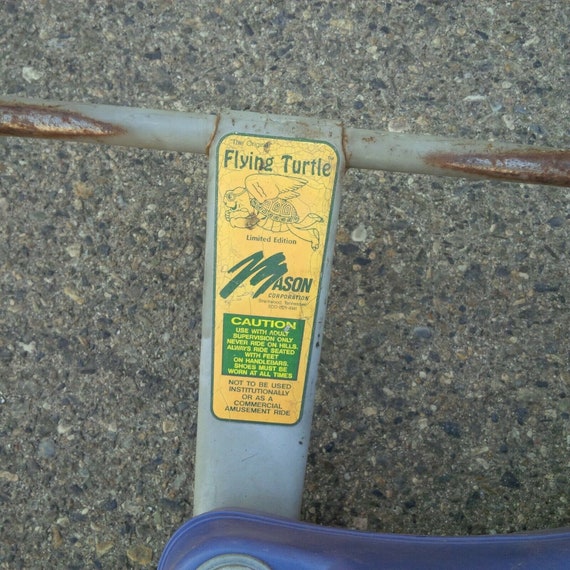 The
Flying Turtle™
Limited Edition
MASON
CORPORATION
CAUTION
USE WITH ADULT
SUPERVISION ONLY
NEVER RIDE ON HILLS.
ALWAYS RIDE SEATED
WITH FEET
ON HANDLEBARS.
SHOES MUST BE
WORN AT ALL TIMES
NOT TO BE USED
INSTITUTIONALLY
OR AS A
COMMERCIAL
AMUSEMENT RIDE